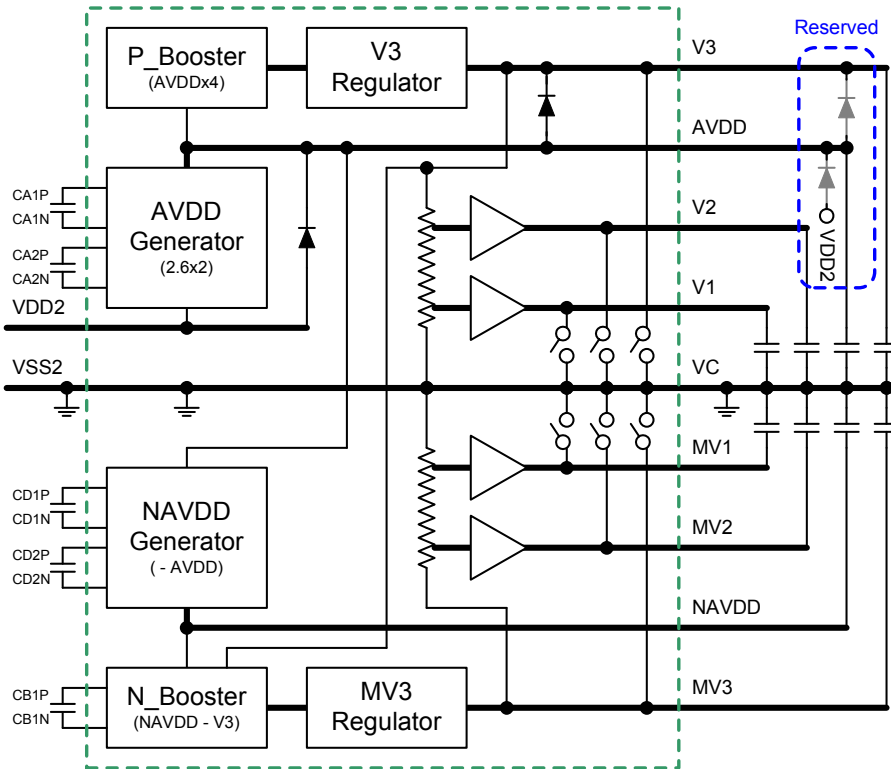 Reserved
P_Booster
(AVDDx4)
V3
Regulator
V3
AVDD
CA1P
CA1N
CA2P
CA2N
AVDD
Generator
(2.6x2)
V2
VDD2
VDD2
V1
VSS2
VC
MV1
CD1P
CD1N
CD2P
CD2N
NAVDD
Generator
( - AVDD)
MV2
NAVDD
CB1P
CB1N
N_Booster
(NAVDD - V3)
MV3
Regulator
MV3